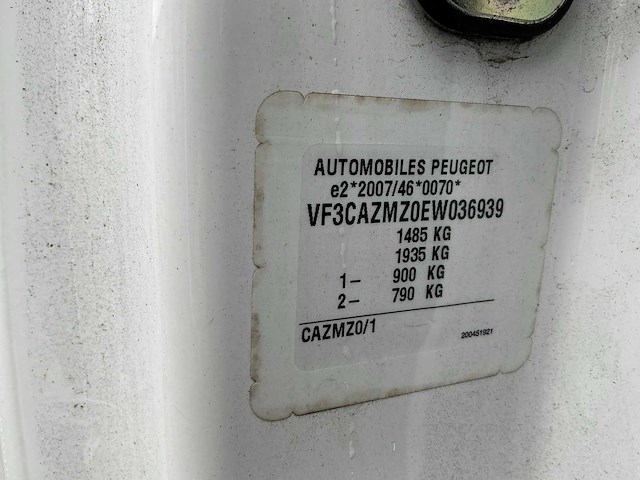 AUTOMOBILES PEUGEOT
e2*2007/46*0070*
VF3CAZMZ0EW036939
1485 KG
1935 KG
1– 900 KG
2– 790 KG
CAZMZ0/1
200451921